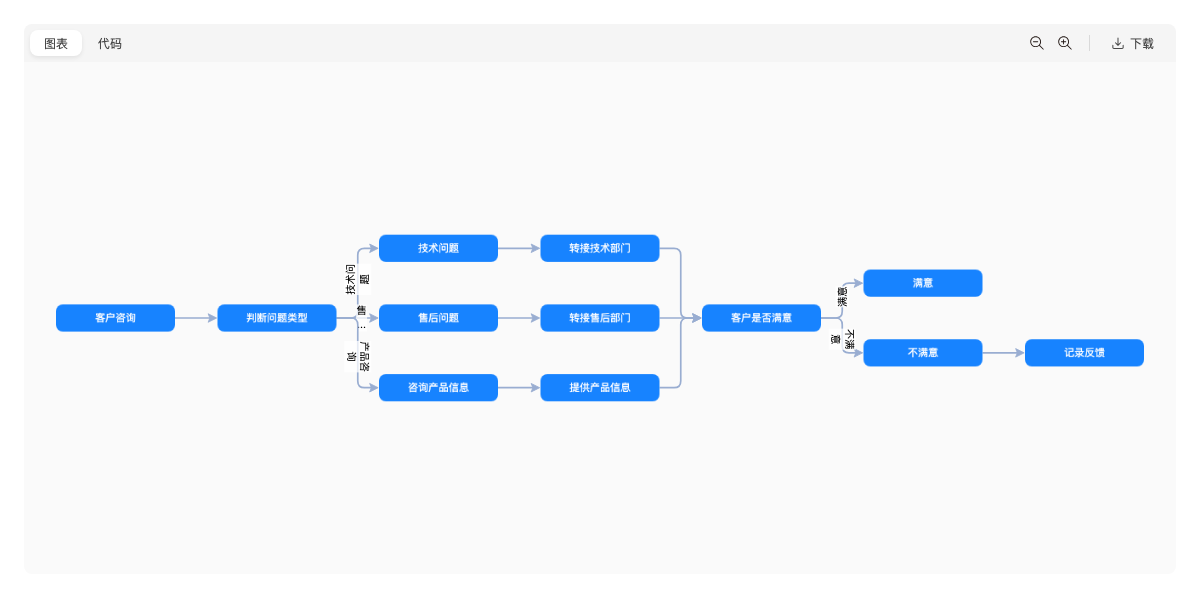 图表
代码
下载
技术问题
转接技术部门
技术问
题
满意
满意
客户咨询
判断问题类型
售后问题
转接售后部门
客户是否满意
不满
意
不满意
记录反馈
产品咨
询
咨询产品信息
提供产品信息